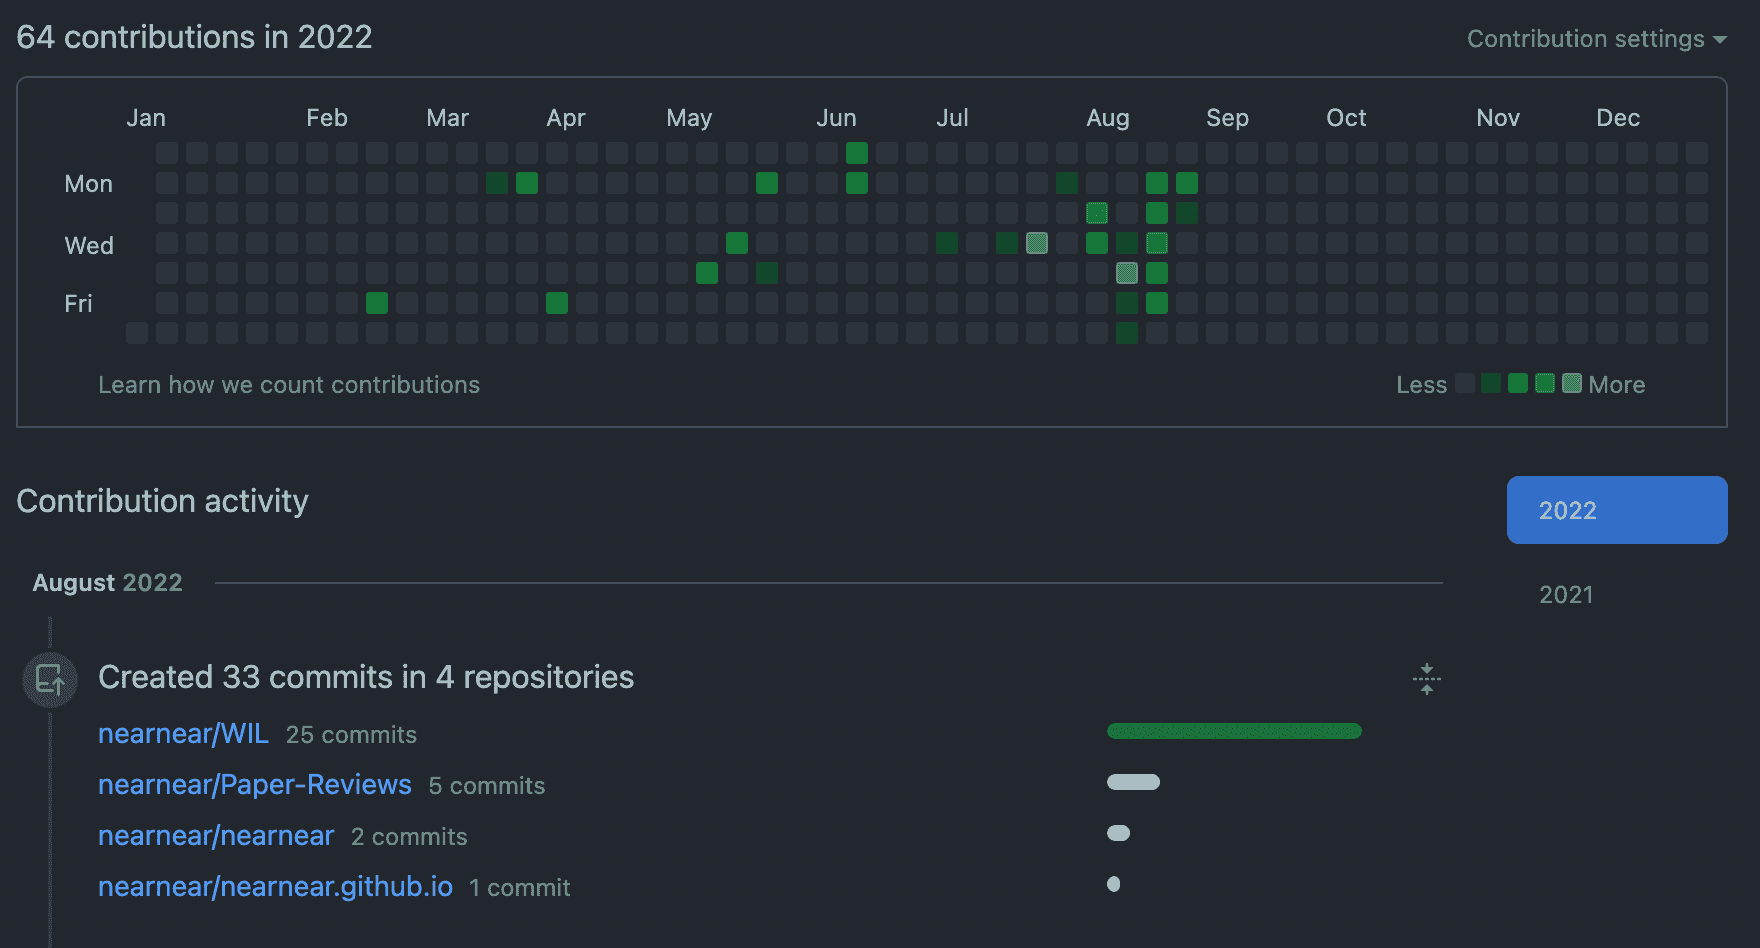 64 contributions in 2022
Contribution settings
Jan Feb Mar Apr May Jun Jul Aug Sep Oct Nov Dec
Mon
Wed
Fri
Learn how we count contributions
Less More
Contribution activity
2022
2021
August 2022
Created 33 commits in 4 repositories
nearnear/WIL 25 commits
nearnear/Paper-Reviews 5 commits
nearnear/nearnear 2 commits
nearnear/nearnear.github.io 1 commit